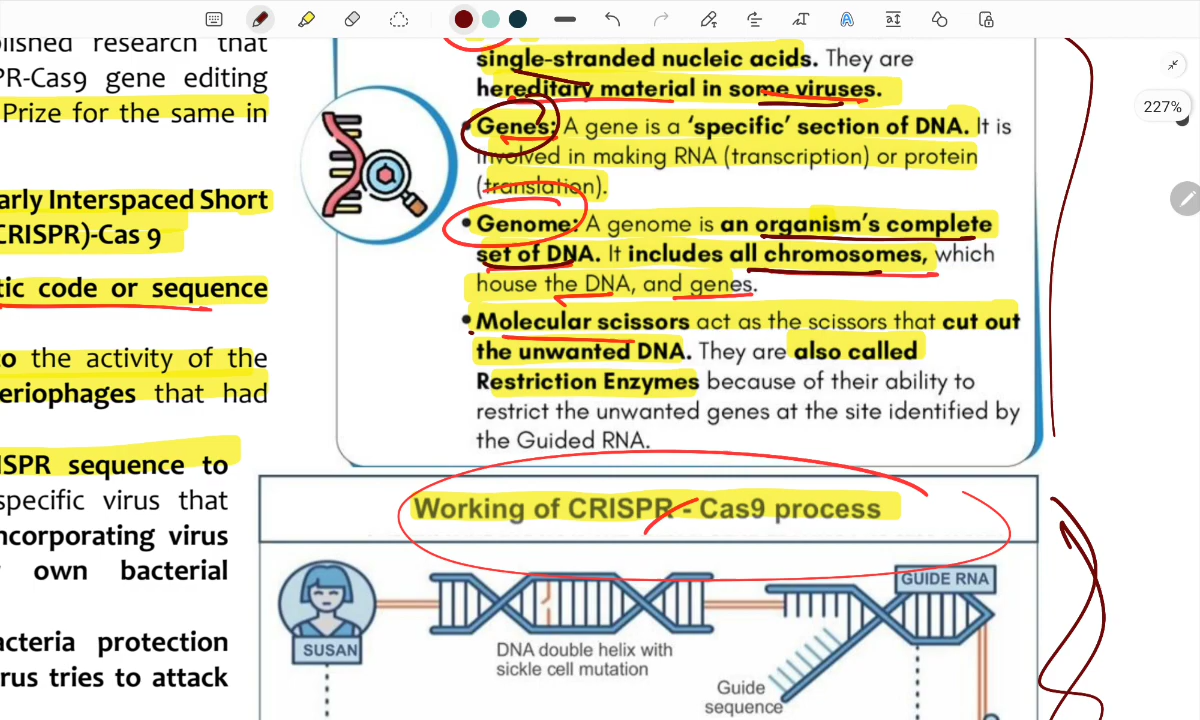 227%
lished research that
PR-Cas9 gene editing
Prize for the same in
arly Interspaced Short
CRISPR)-Cas 9
tic code or sequence
to the activity of the
eriophages that had
ISPR sequence to
specific virus that
ncorporating virus
own bacterial
acteria protection
rus tries to attack
single-stranded nucleic acids. They are
hereditary material in some viruses.
• Genes: A gene is a ‘specific’ section of DNA. It is
involved in making RNA (transcription) or protein
(translation).
• Genome: A genome is an organism’s complete
set of DNA. It includes all chromosomes, which
house the DNA, and genes.
• Molecular scissors act as the scissors that cut out
the unwanted DNA. They are also called
Restriction Enzymes because of their ability to
restrict the unwanted genes at the site identified by
the Guided RNA.
Working of CRISPR - Cas9 process
SUSAN
DNA double helix with
sickle cell mutation
GUIDE RNA
Guide
sequence